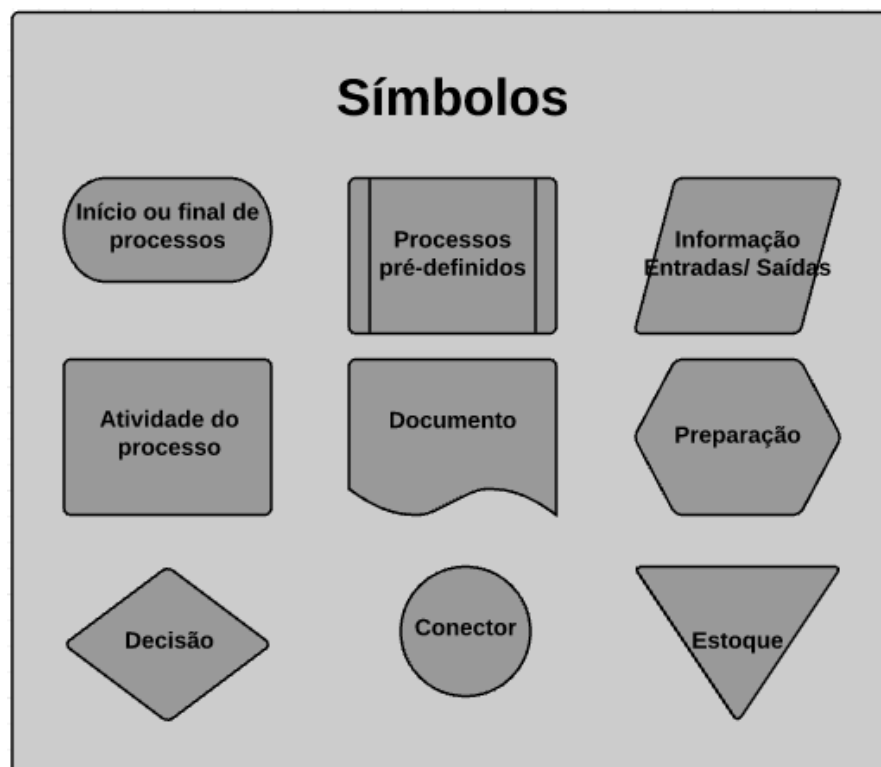 Símbolos
Início ou final de
processos
Processos
pré-definidos
Informação
Entradas/ Saídas
Atividade do
processo
Documento
Preparação
Decisão
Conector
Estoque